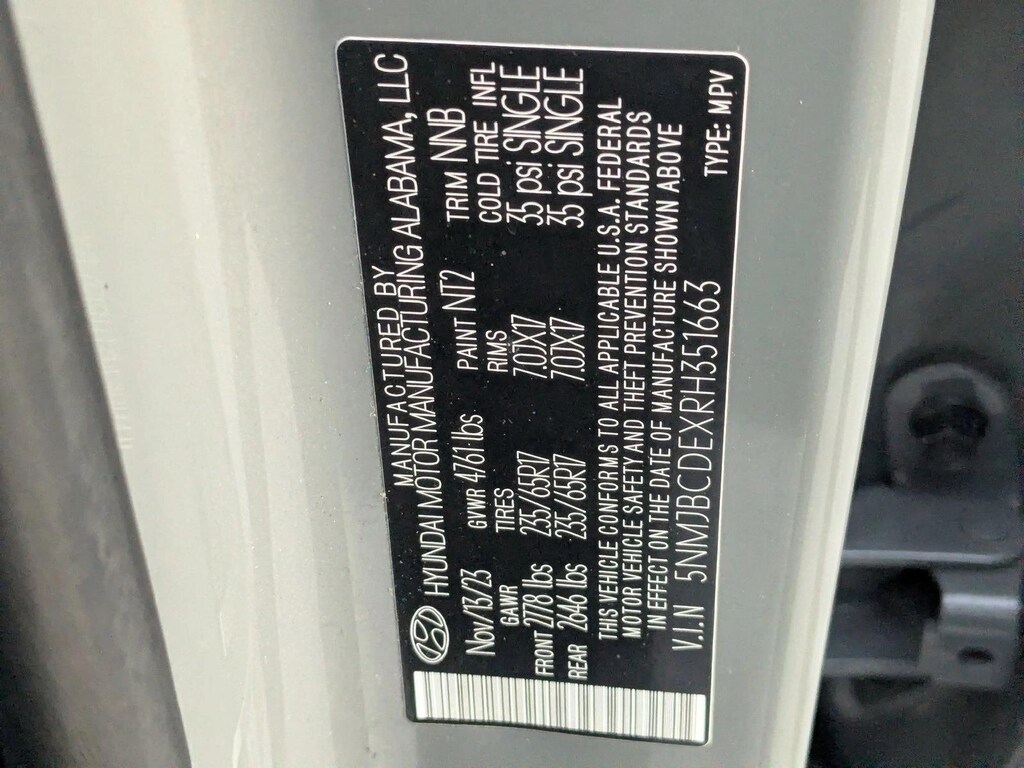 MANUFACTURED BY
HYUNDAI MOTOR MANUFACTURING ALABAMA, LLC
Nov/13/23 GVWR 4761 lbs PAINT NT2 TRIM NNB
GAWR TIRES RIMS COLD TIRE INFL
FRONT 2778 lbs 235/65R17 7.0JX17 35 psi SINGLE
REAR 2646 lbs 235/65R17 7.0JX17 35 psi SINGLE
THIS VEHICLE CONFORMS TO ALL APPLICABLE U.S.A. FEDERAL
MOTOR VEHICLE SAFETY AND THEFT PREVENTION STANDARDS
IN EFFECT ON THE DATE OF MANUFACTURE SHOWN ABOVE
V.I.N 5NMJBCDEXRH351663 TYPE: MPV